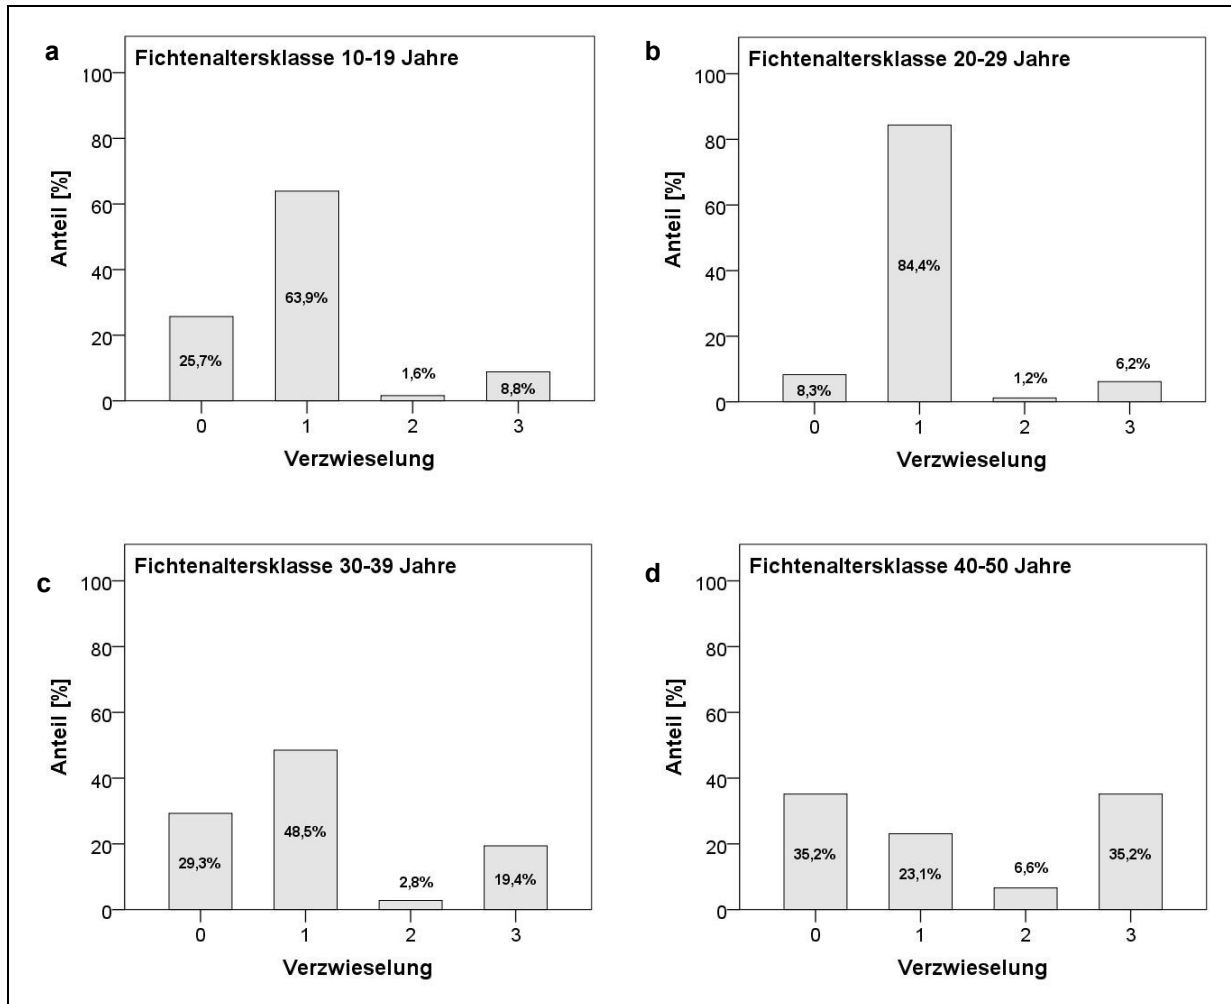 a
Fichtenaltersklasse 10-19 Jahre
100
80
60
40
20
0
Anteil [%]
25,7%
63,9%
1,6%
8,8%
0 1 2 3
Verzwieselung
b
Fichtenaltersklasse 20-29 Jahre
100
80
60
40
20
0
Anteil [%]
8,3%
84,4%
1,2%
6,2%
0 1 2 3
Verzwieselung
c
Fichtenaltersklasse 30-39 Jahre
100
80
60
40
20
0
Anteil [%]
29,3%
48,5%
2,8%
19,4%
0 1 2 3
Verzwieselung
d
Fichtenaltersklasse 40-50 Jahre
100
80
60
40
20
0
Anteil [%]
35,2%
23,1%
6,6%
35,2%
0 1 2 3
Verzwieselung